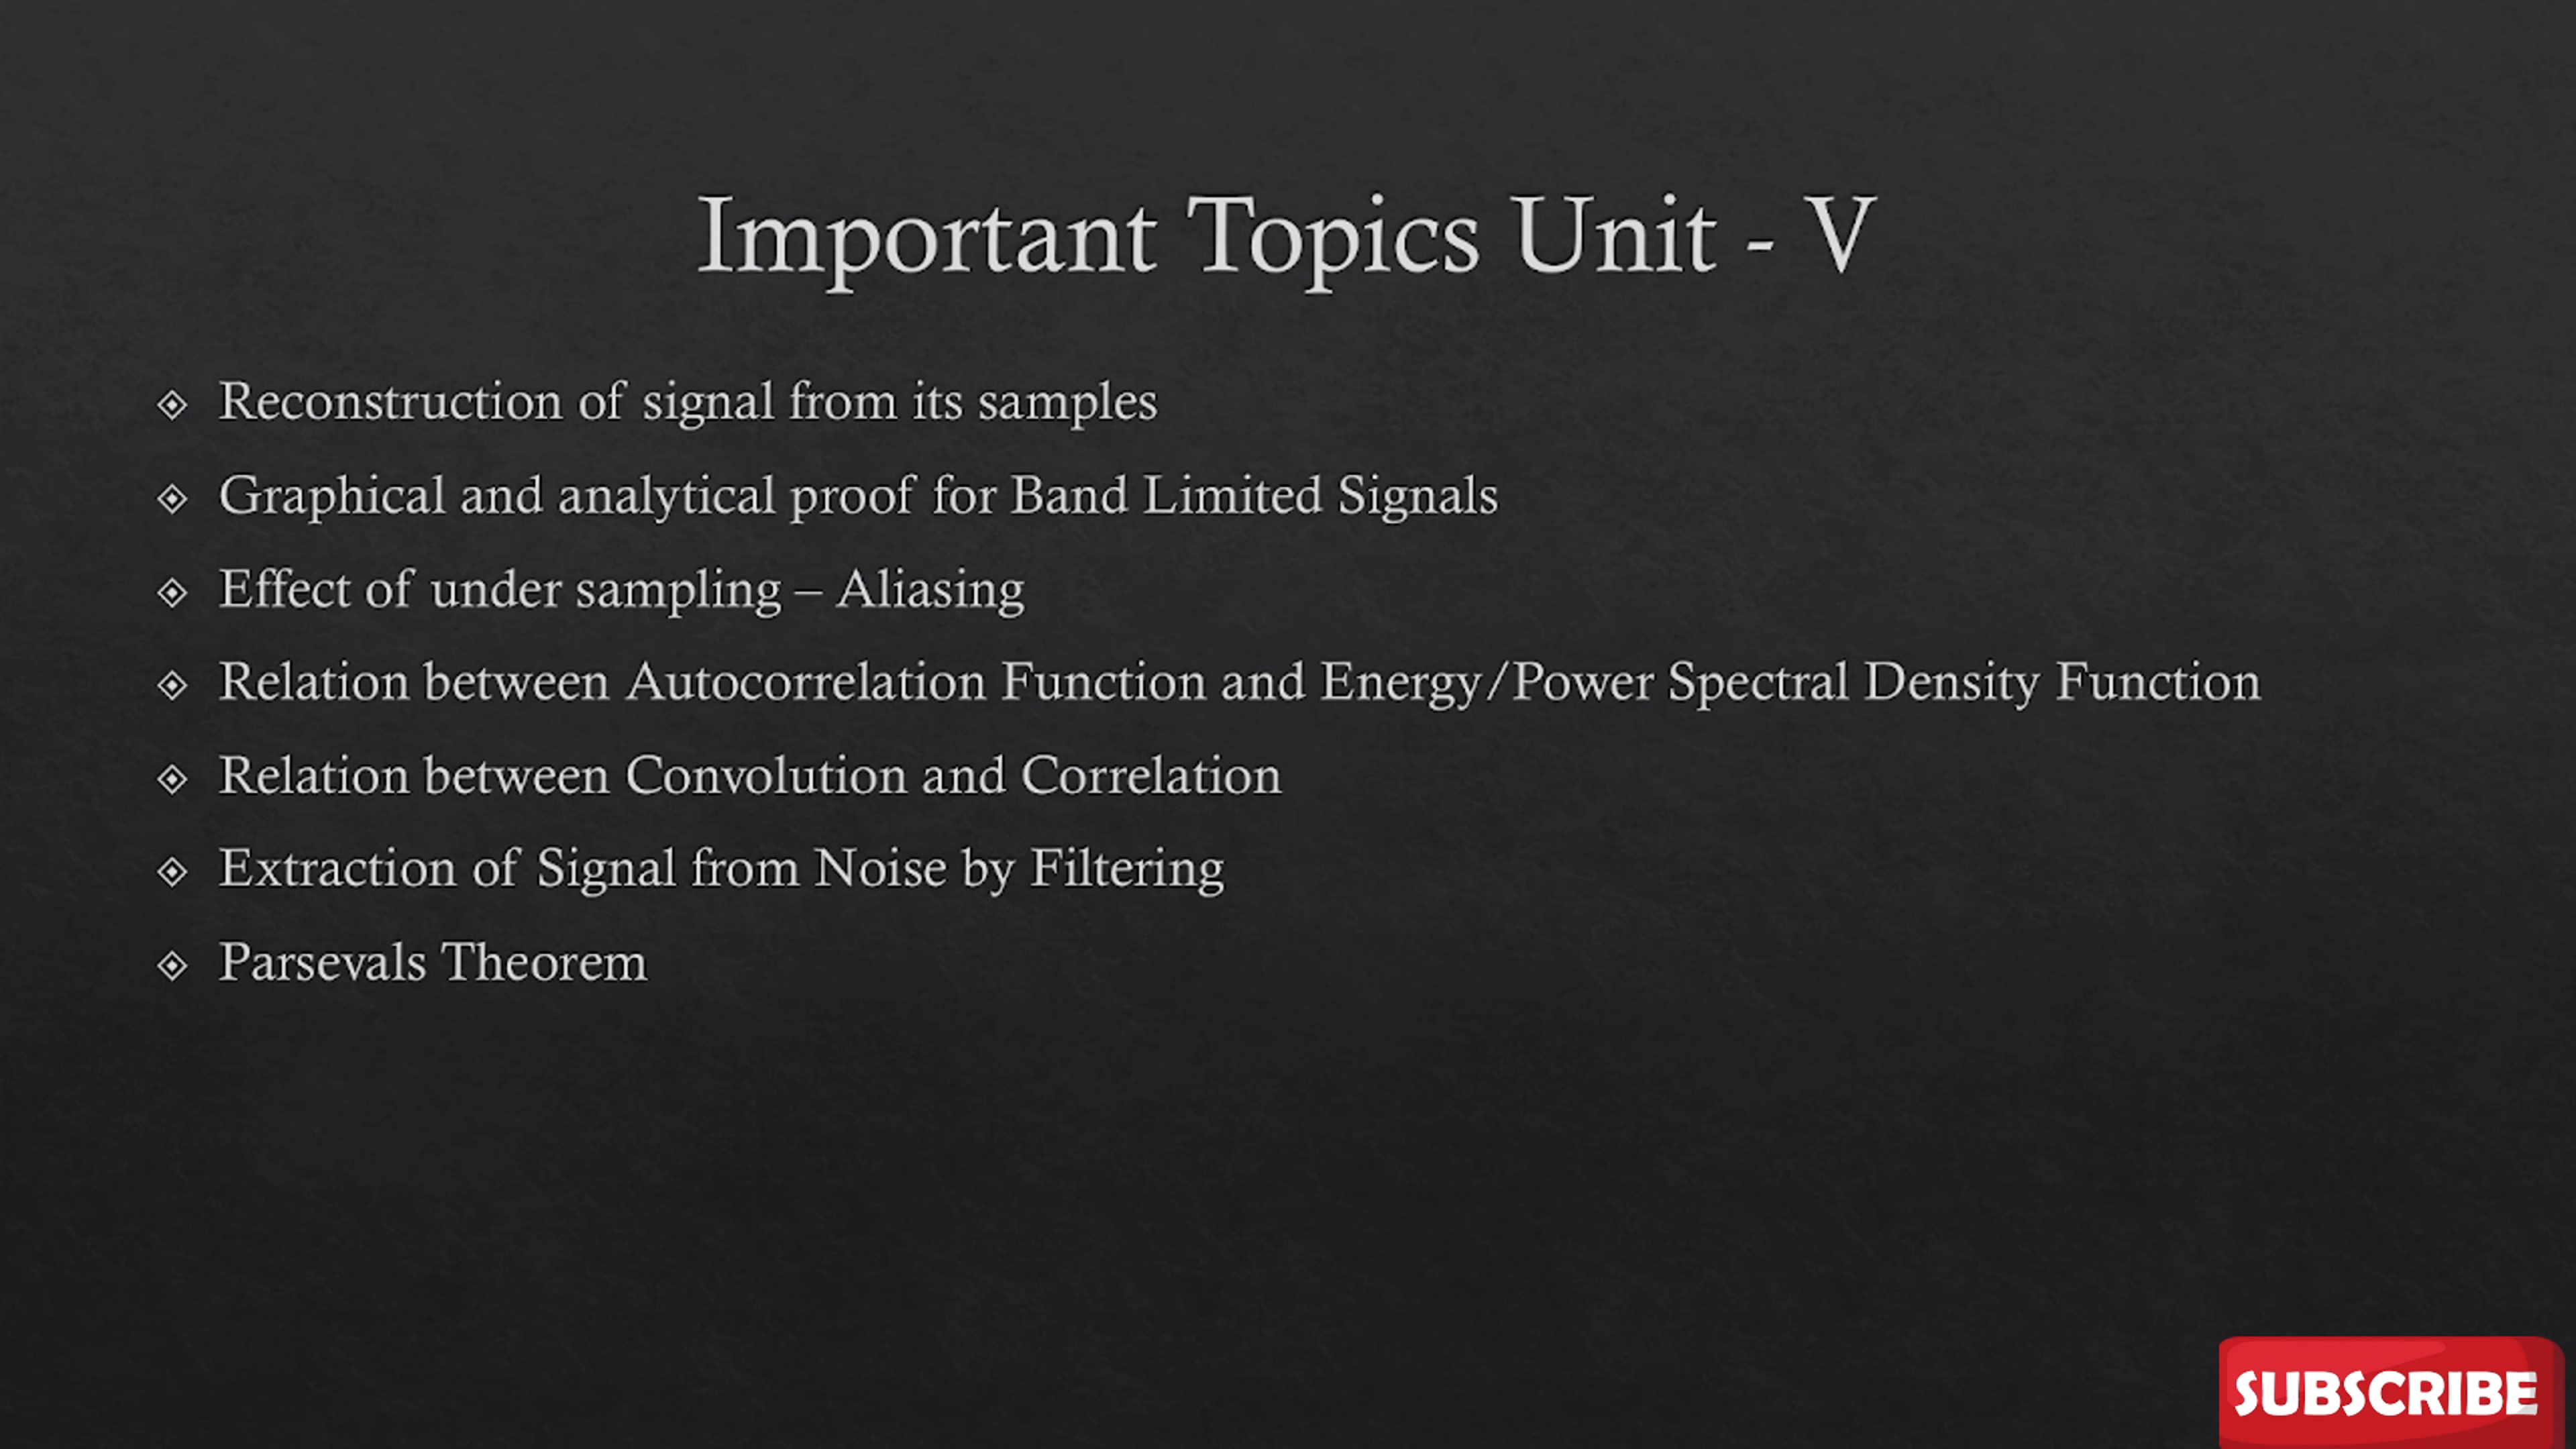 Important Topics Unit - V
Reconstruction of signal from its samples
Graphical and analytical proof for Band Limited Signals
Effect of under sampling – Aliasing
Relation between Autocorrelation Function and Energy/Power Spectral Density Function
Relation between Convolution and Correlation
Extraction of Signal from Noise by Filtering
Parsevals Theorem
SUBSCRIBE